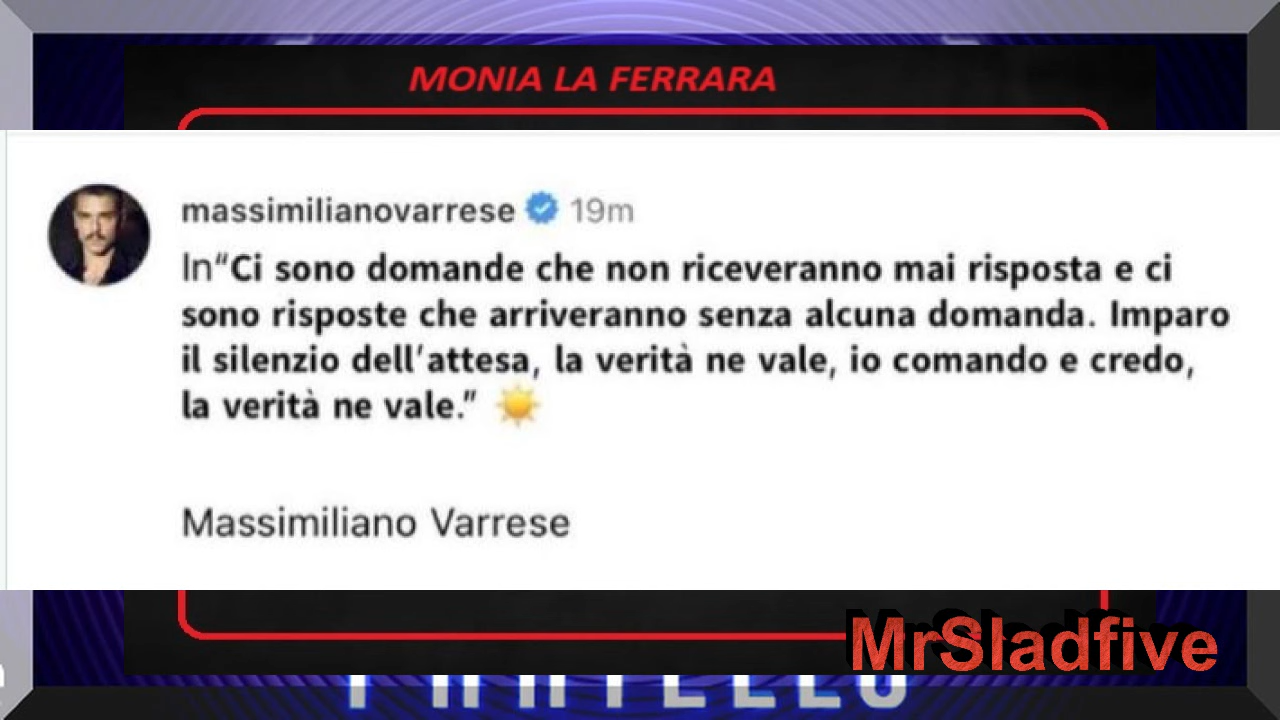 MONIA LA FERRARA
massimilianovarrese 19m
In“Ci sono domande che non riceveranno mai risposta e ci
sono risposte che arriveranno senza alcuna domanda. Imparo
il silenzio dell'attesa, la verità ne vale, io comando e credo,
la verità ne vale.” ☀️
Massimiliano Varrese
MrSladfive
FRATELLO